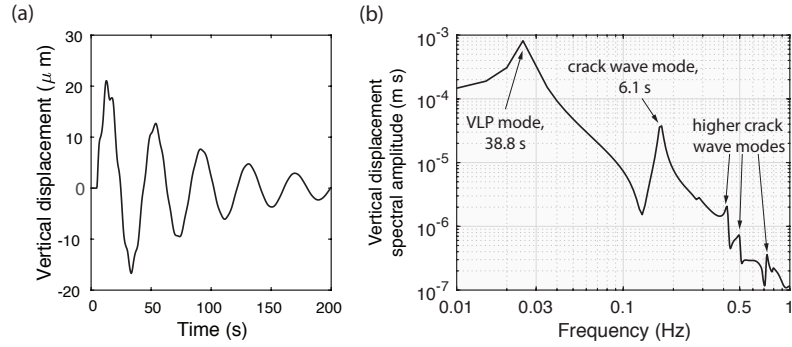 (a)
30
20
10
0
-10
-20
0
50
100
150
200
Vertical displacement (μ m)
Time (s)
(b)
10-3
10-4
10-5
10-6
10-7
0.01
0.03
0.1
0.5
1
Vertical displacement
spectral amplitude (m s)
Frequency (Hz)
VLP mode,
38.8 s
crack wave mode,
6.1 s
higher crack
wave modes